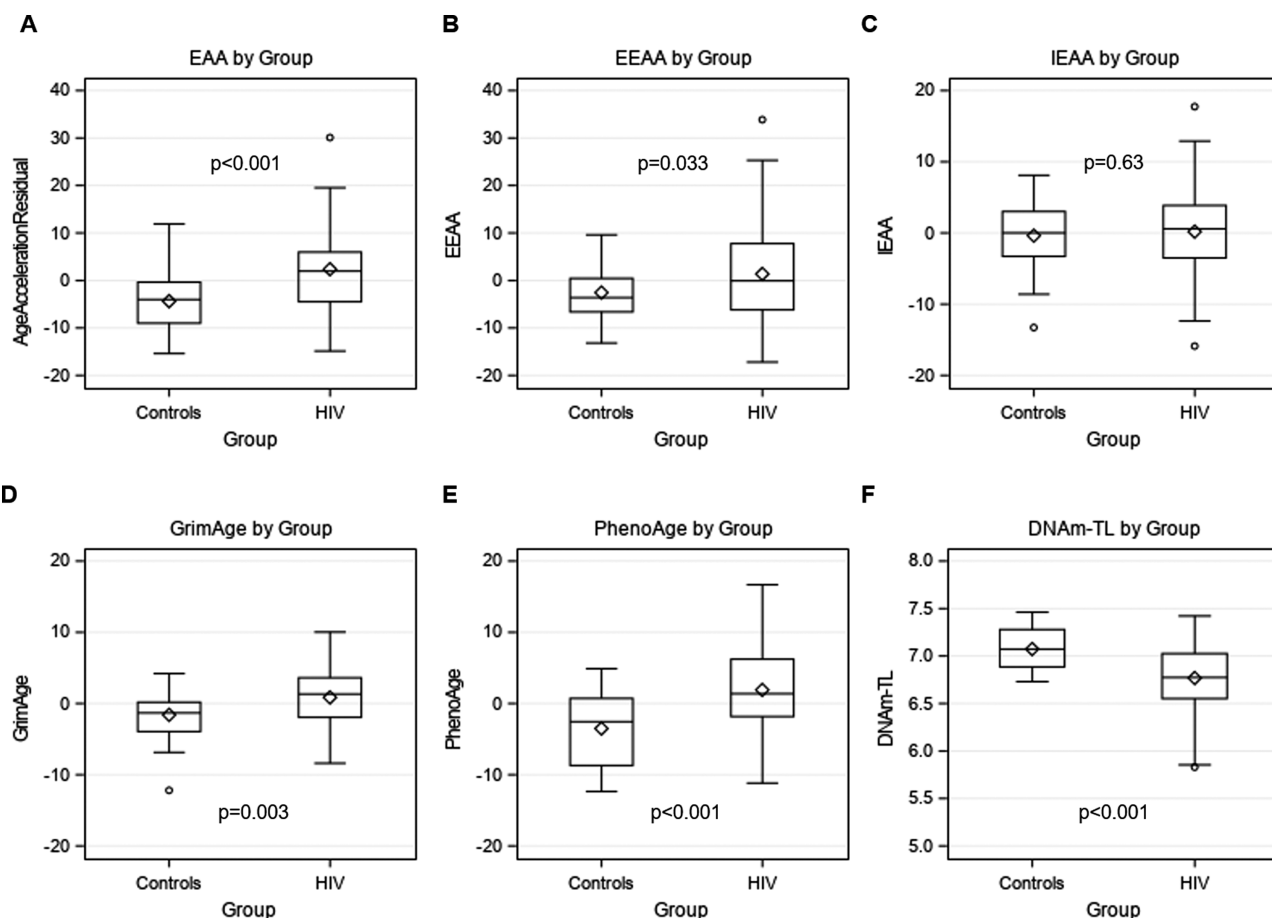 A
EAA by Group
AgeAccelerationResidual
40
30
20
10
0
-10
-20
p<0.001
Controls HIV
Group
B
EEAA by Group
EEAA
40
30
20
10
0
-10
-20
p=0.033
Controls HIV
Group
C
IEAA by Group
IEAA
20
10
0
-10
-20
p=0.63
Controls HIV
Group
D
GrimAge by Group
GrimAge
20
10
0
-10
-20
p=0.003
Controls HIV
Group
E
PhenoAge by Group
PhenoAge
20
10
0
-10
-20
p<0.001
Controls HIV
Group
F
DNAm-TL by Group
DNAm-TL
8.0
7.5
7.0
6.5
6.0
5.5
5.0
p<0.001
Controls HIV
Group